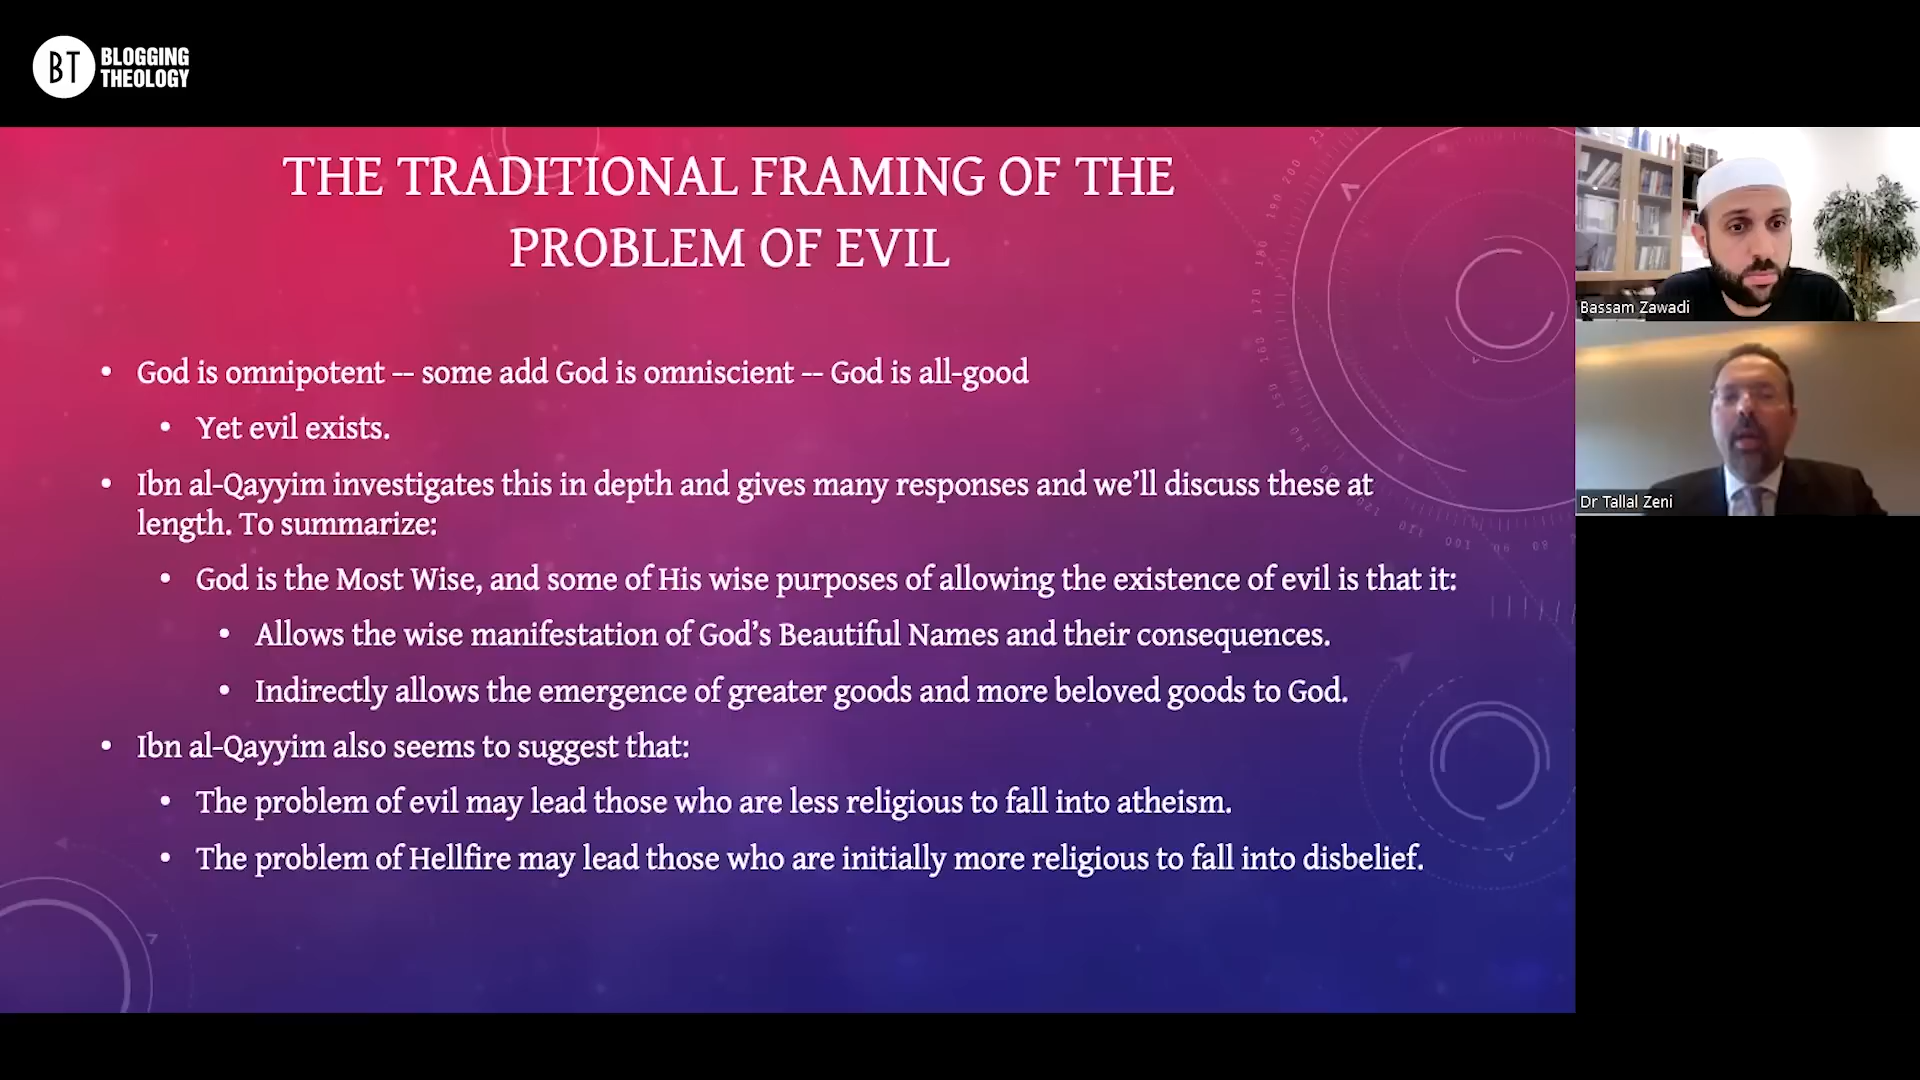 BT BLOGGING
THEOLOGY
THE TRADITIONAL FRAMING OF THE
PROBLEM OF EVIL
• God is omnipotent -- some add God is omniscient -- God is all-good
• Yet evil exists.
• Ibn al-Qayyim investigates this in depth and gives many responses and we’ll discuss these at
length. To summarize:
• God is the Most Wise, and some of His wise purposes of allowing the existence of evil is that it:
• Allows the wise manifestation of God’s Beautiful Names and their consequences.
• Indirectly allows the emergence of greater goods and more beloved goods to God.
• Ibn al-Qayyim also seems to suggest that:
• The problem of evil may lead those who are less religious to fall into atheism.
• The problem of Hellfire may lead those who are initially more religious to fall into disbelief.
Bassam Zawadi
Dr Tallal Zeni